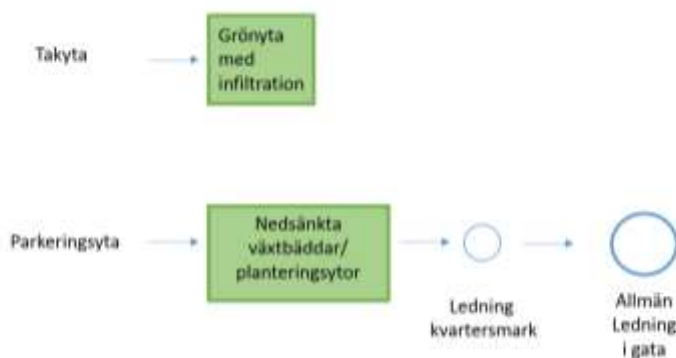 Takyta
Grönyta
med
infiltration
Parkeringsyta
Nedsänkta
växtbäddar/
planteringsytor
Ledning
kvartersmark
Allmän
Ledning
i gata